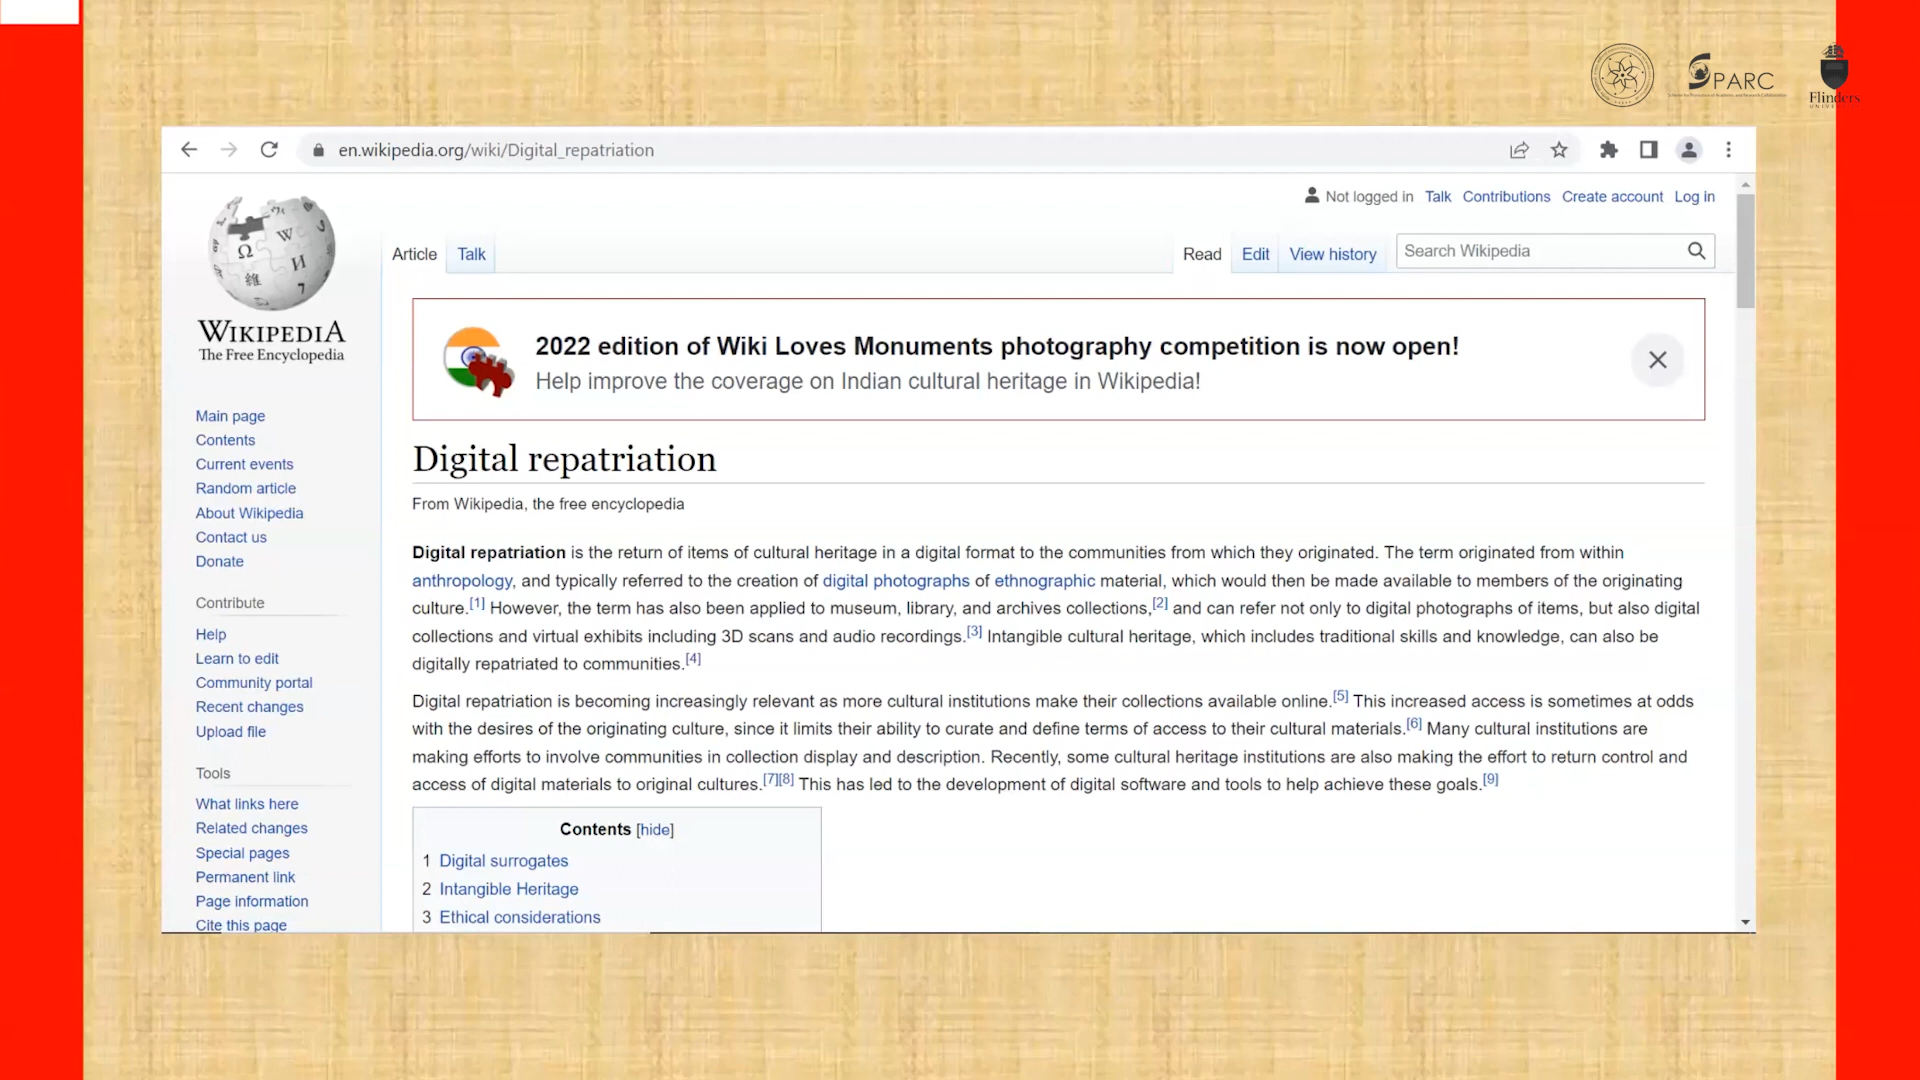 SPARC
Flinders
en.wikipedia.org/wiki/Digital_repatriation
Not logged in Talk Contributions Create account Log in
Article Talk Read Edit View history Search Wikipedia
WIKIPEDIA
The Free Encyclopedia
2022 edition of Wiki Loves Monuments photography competition is now open!
Help improve the coverage on Indian cultural heritage in Wikipedia!
Main page
Contents
Current events
Random article
About Wikipedia
Contact us
Donate
Contribute
Help
Learn to edit
Community portal
Recent changes
Upload file
Tools
What links here
Related changes
Special pages
Permanent link
Page information
Cite this page
Digital repatriation
From Wikipedia, the free encyclopedia
Digital repatriation is the return of items of cultural heritage in a digital format to the communities from which they originated. The term originated from within
anthropology, and typically referred to the creation of digital photographs of ethnographic material, which would then be made available to members of the originating
culture.[1] However, the term has also been applied to museum, library, and archives collections,[2] and can refer not only to digital photographs of items, but also digital
collections and virtual exhibits including 3D scans and audio recordings.[3] Intangible cultural heritage, which includes traditional skills and knowledge, can also be
digitally repatriated to communities.[4]
Digital repatriation is becoming increasingly relevant as more cultural institutions make their collections available online.[5] This increased access is sometimes at odds
with the desires of the originating culture, since it limits their ability to curate and define terms of access to their cultural materials.[6] Many cultural institutions are
making efforts to involve communities in collection display and description. Recently, some cultural heritage institutions are also making the effort to return control and
access of digital materials to original cultures.[7][8] This has led to the development of digital software and tools to help achieve these goals.[9]
Contents [hide]
1 Digital surrogates
2 Intangible Heritage
3 Ethical considerations